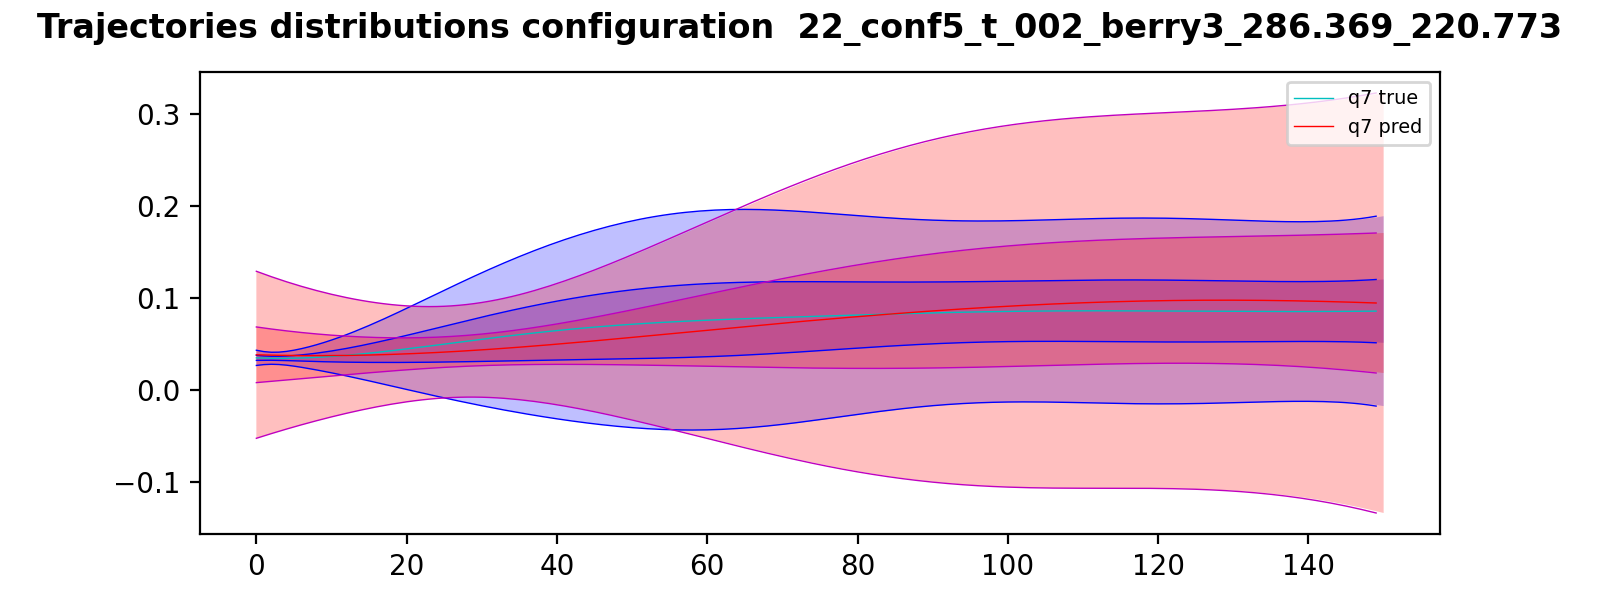 Trajectories distributions configuration  22_conf5_t_002_berry3_286.369_220.773
q7 true
q7 pred
0.3
0.2
0.1
0.0
−0.1
0 20 40 60 80 100 120 140